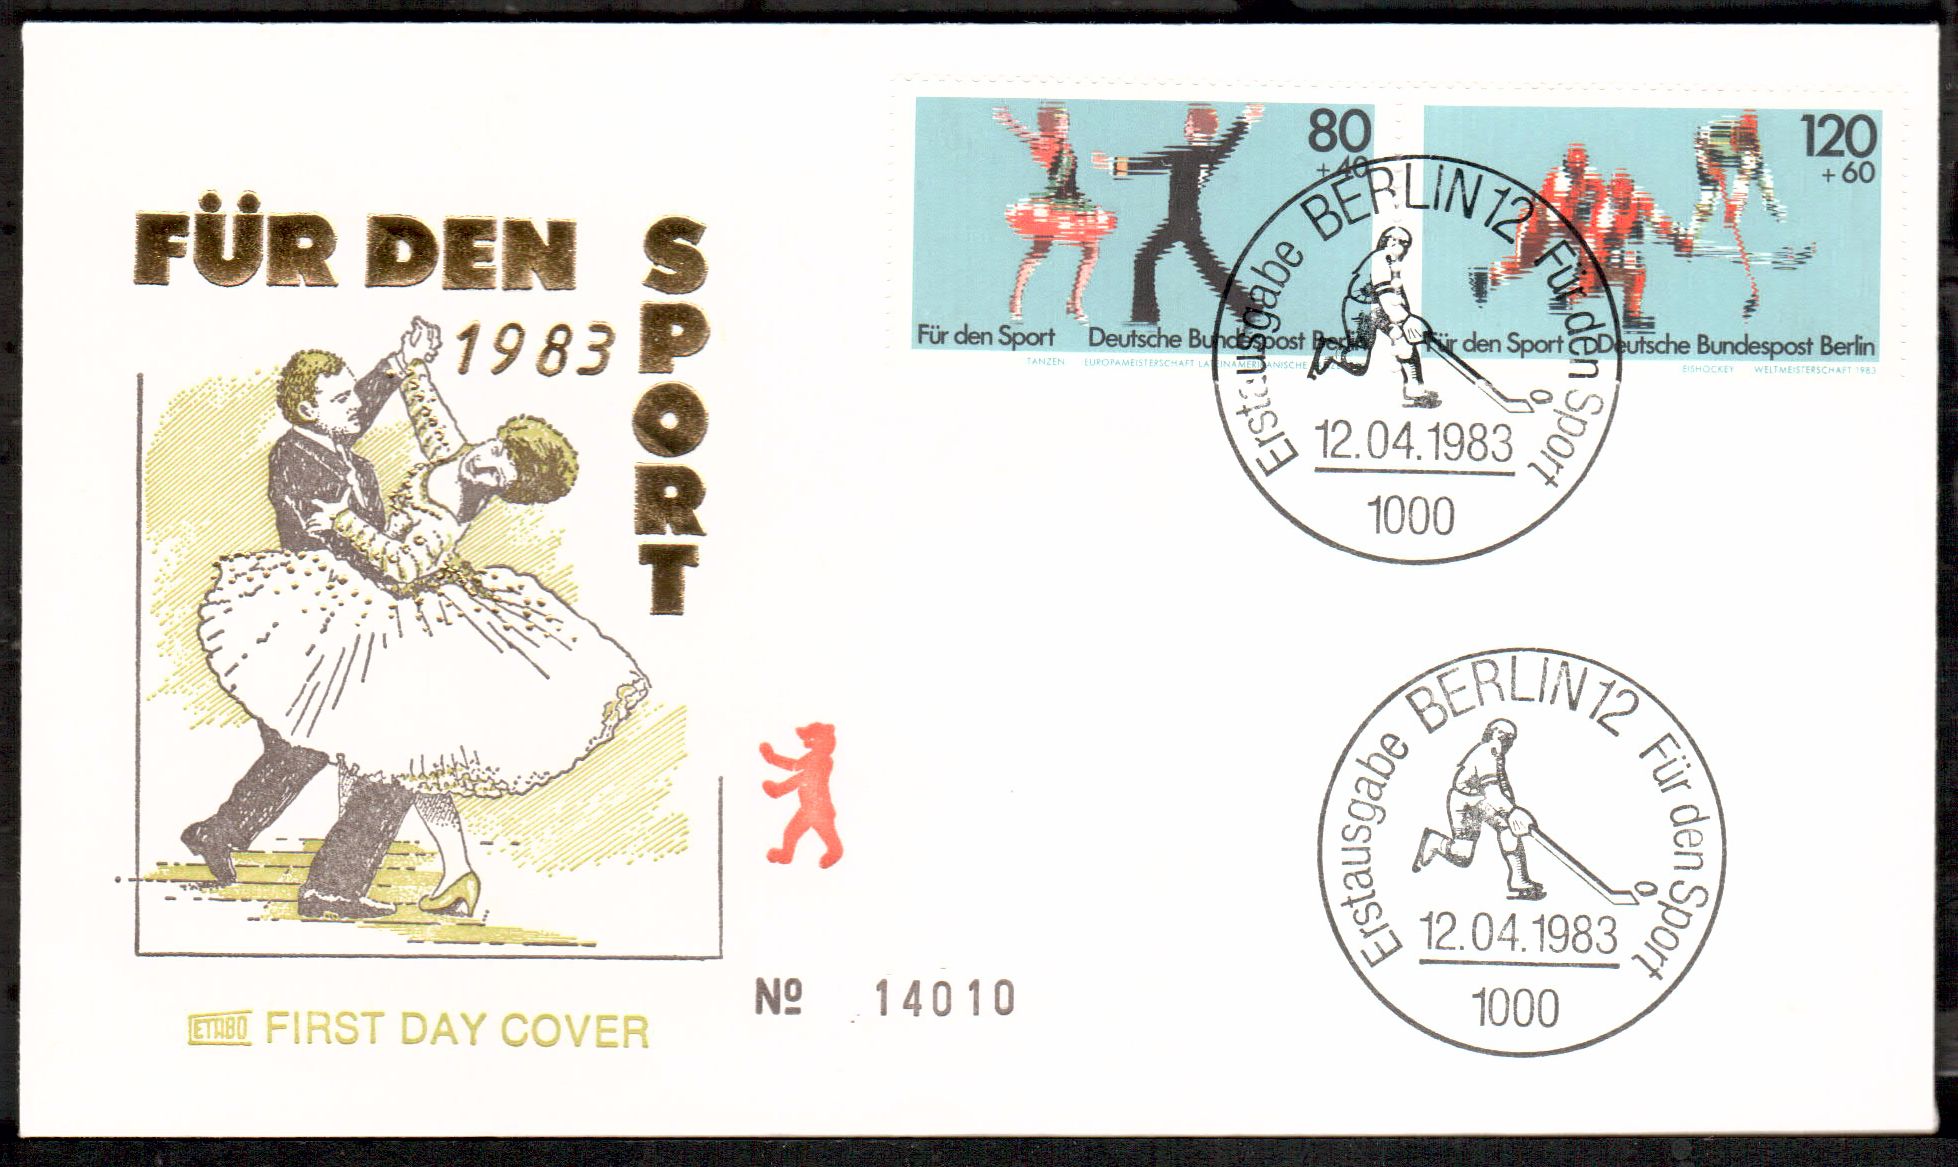 FÜR DEN SPORT
1983
80
+40
Für den Sport Deutsche Bundespost Berlin
TANZEN EUROPAMEISTERSCHAFT LATEINAMERIKANISCHE
120
+60
Für den Sport Deutsche Bundespost Berlin
EISHOCKEY WELTMEISTERSCHAFT 1983
Erstausgabe BERLIN 12 Für den Sport
12.04.1983
1000
Erstausgabe BERLIN 12 Für den Sport
12.04.1983
1000
Nº 14010
ETABO FIRST DAY COVER